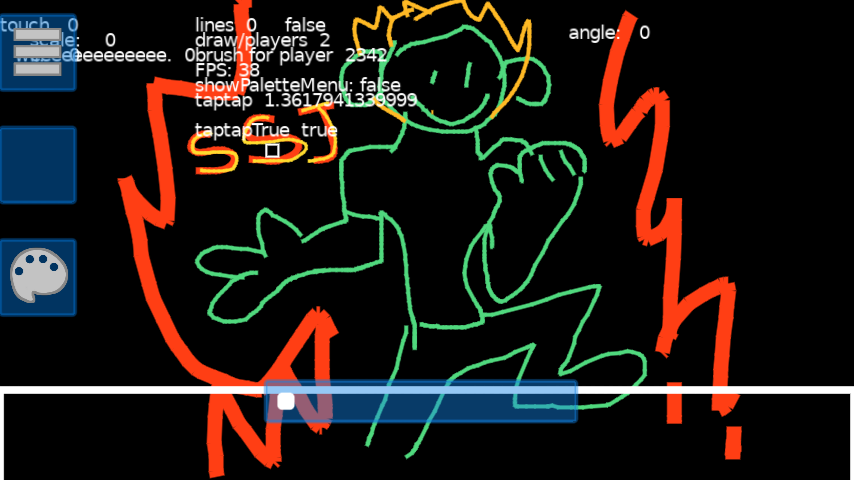 touch   0
lines  0     false
angle:   0
scale:     0
draw/players  2
0brush for player  2342
FPS: 38
showPaletteMenu: false
taptap  1.3617941339999
taptapTrue  true
SSJ